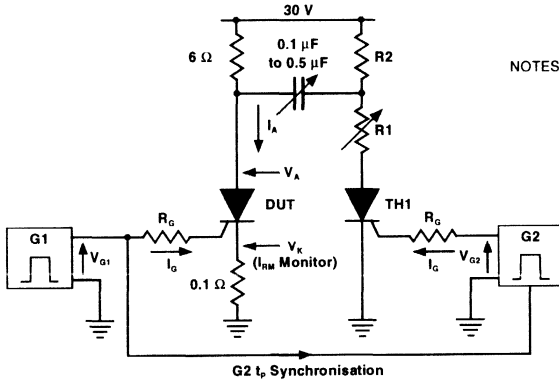 30 V
6 Ω
0.1 µF
to 0.5 µF
R2
NOTES
I_A
R1
V_A
DUT
TH1
R_G
R_G
G1
V_G1
I_G
V_K
(I_RM Monitor)
I_G
V_G2
G2
0.1 Ω
G2 t_p Synchronisation